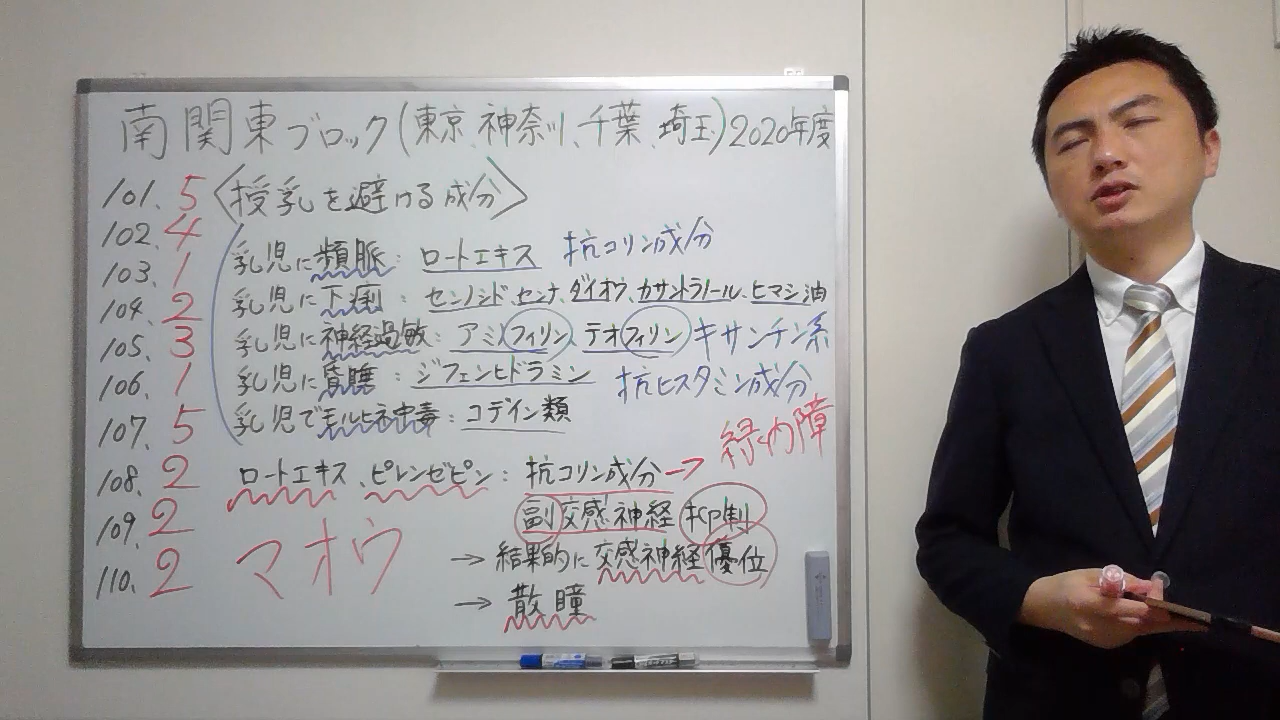 南関東ブロック(東京、神奈川、千葉、埼玉)2020年度
101. 5 〈授乳を避ける成分〉
102. 4
乳児に頻脈:ロートエキス 抗コリン成分
103. 1
104. 2 乳児に下痢:センノシド、センナ、ダイオウ、カサントラノール、ヒマシ油
105. 3 乳児に神経過敏:アミノフィリン、テオフィリン キサンチン系
106. 1 乳児に昏睡:ジフェンヒドラミン 抗ヒスタミン成分
107. 5 乳児でモルヒネ中毒:コデイン類
緑内障
108. 2 ロートエキス、ピレンゼピン:抗コリン成分→
109. 2 副交感神経抑制
マオウ
110. 2 →結果的に交感神経優位
→散瞳